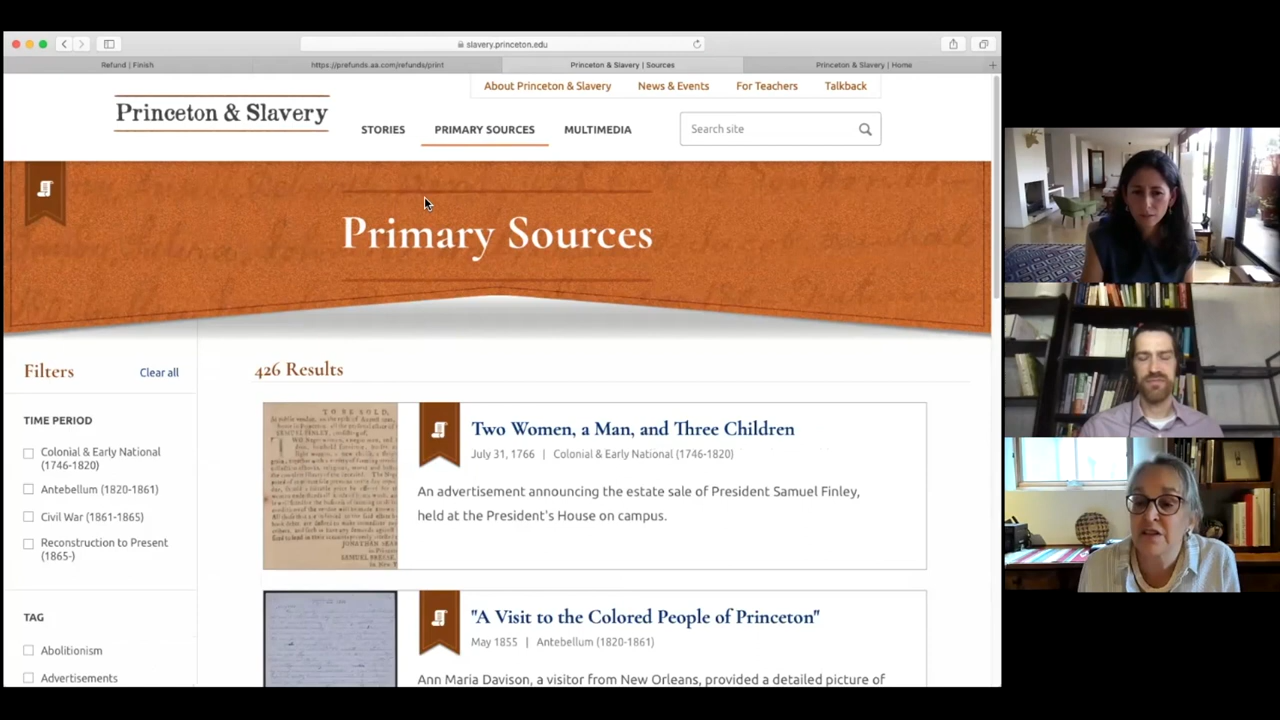 slavery.princeton.edu
Refund | Finish
https://prefunds.aa.com/refunds/print
Princeton & Slavery | Sources
Princeton & Slavery | Home
About Princeton & Slavery
News & Events
For Teachers
Talkback
Princeton & Slavery
STORIES
PRIMARY SOURCES
MULTIMEDIA
Search site
Primary Sources
Filters
Clear all
TIME PERIOD
Colonial & Early National
(1746-1820)
Antebellum (1820-1861)
Civil War (1861-1865)
Reconstruction to Present
(1865-)
TAG
Abolitionism
Advertisements
426 Results
TO BE SOLD,
Two Women, a Man, and Three Children
July 31, 1766 | Colonial & Early National (1746-1820)
An advertisement announcing the estate sale of President Samuel Finley,
held at the President's House on campus.
"A Visit to the Colored People of Princeton"
May 1855 | Antebellum (1820-1861)
Ann Maria Davison, a visitor from New Orleans, provided a detailed picture of